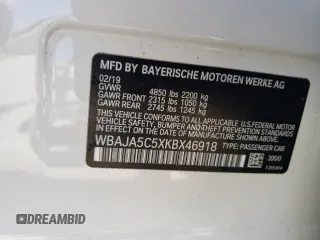 MFD BY BAYERISCHE MOTOREN WERKE AG
02/19
GVWR 4850 lbs 2200 kg
GAWR FRONT 2315 lbs 1050 kg
GAWR REAR 2745 lbs 1245 kg
THIS VEHICLE CONFORMS TO ALL APPLICABLE
U.S. FEDERAL MOTOR VEHICLE SAFETY, BUMPER, AND
THEFT PREVENTION STANDARDS IN EFFECT ON THE
DATE OF MANUFACTURE SHOWN ABOVE.
WBAJA5C5XKBX46918 TYPE: PASSENGER CAR
DREAMBID
DREAMBID.COM